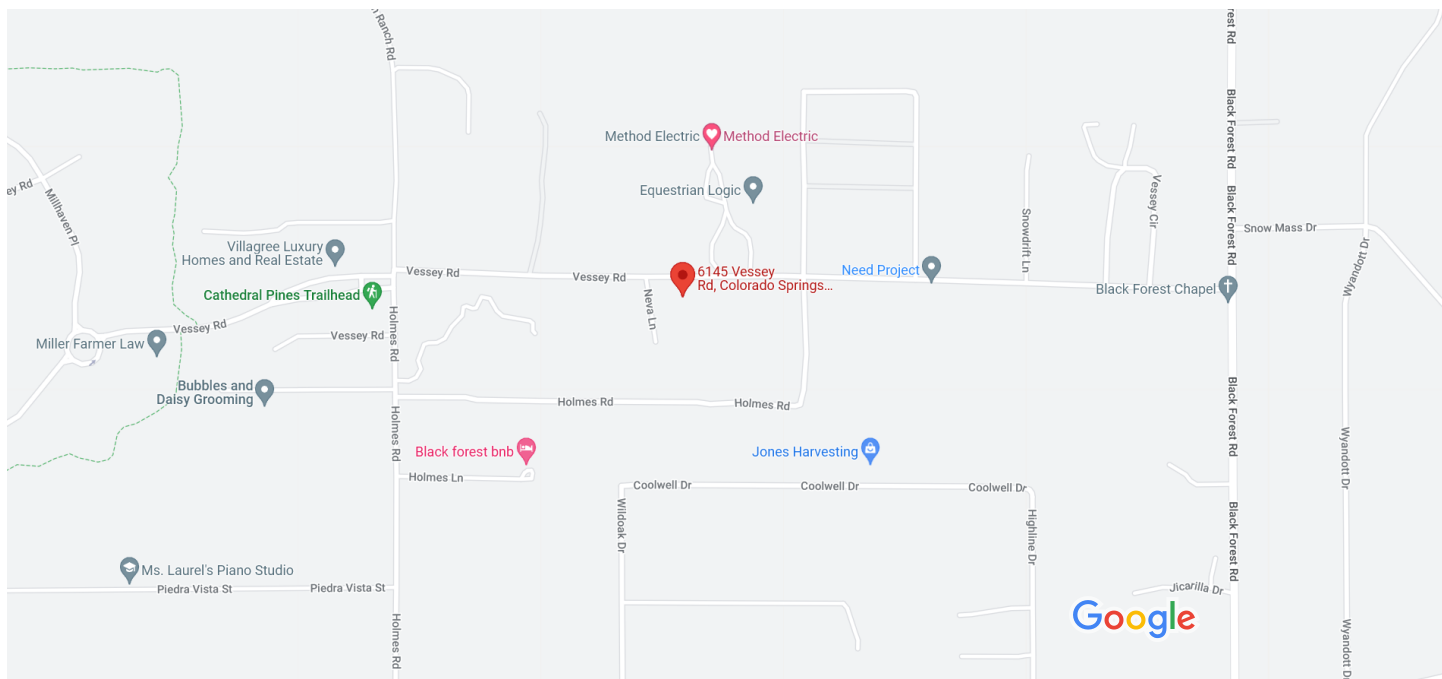 n Ranch Rd
rest Rd
Black Forest Rd
Method Electric
Method Electric
ey Rd
Millhaven Pl
Equestrian Logic
Vessey Cir
Black Forest Rd
Snowdrift Ln
Snow Mass Dr
Villagree Luxury
Homes and Real Estate
Wyandott Dr
Vessey Rd
Vessey Rd
6145 Vessey
Rd, Colorado Springs...
Need Project
Cathedral Pines Trailhead
Black Forest Chapel
Neva Ln
Vessey Rd
Holmes Rd
Vessey Rd
Miller Farmer Law
Bubbles and
Daisy Grooming
Holmes Rd
Holmes Rd
Black Forest Rd
Holmes Rd
Black forest bnb
Jones Harvesting
Wyandott Dr
Holmes Ln
Coolwell Dr
Coolwell Dr
Coolwell Dr
Wildoak Dr
Highline Dr
Black Forest Rd
Ms. Laurel's Piano Studio
Piedra Vista St
Piedra Vista St
Jicarilla Dr
Google
Holmes Rd
Wyandott Dr